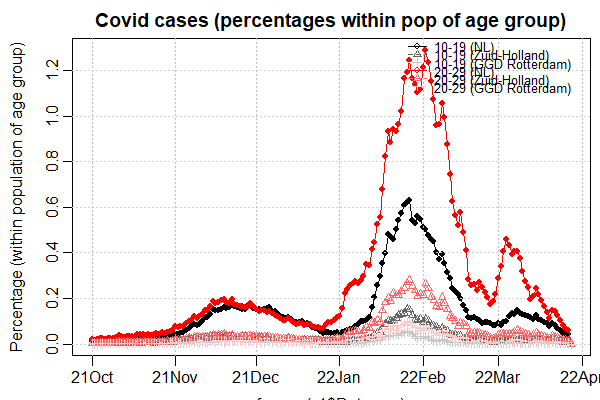 Covid cases (percentages within pop of age group)
Percentage (within population of age group)
1.2
1.0
0.8
0.6
0.4
0.2
0.0
10-19 (NL)
10-19 (Zuid-Holland)
10-19 (GGD Rotterdam)
20-29 (NL)
20-29 (Zuid-Holland)
20-29 (GGD Rotterdam)
21Oct
21Nov
21Dec
22Jan
22Feb
22Mar
22Apr